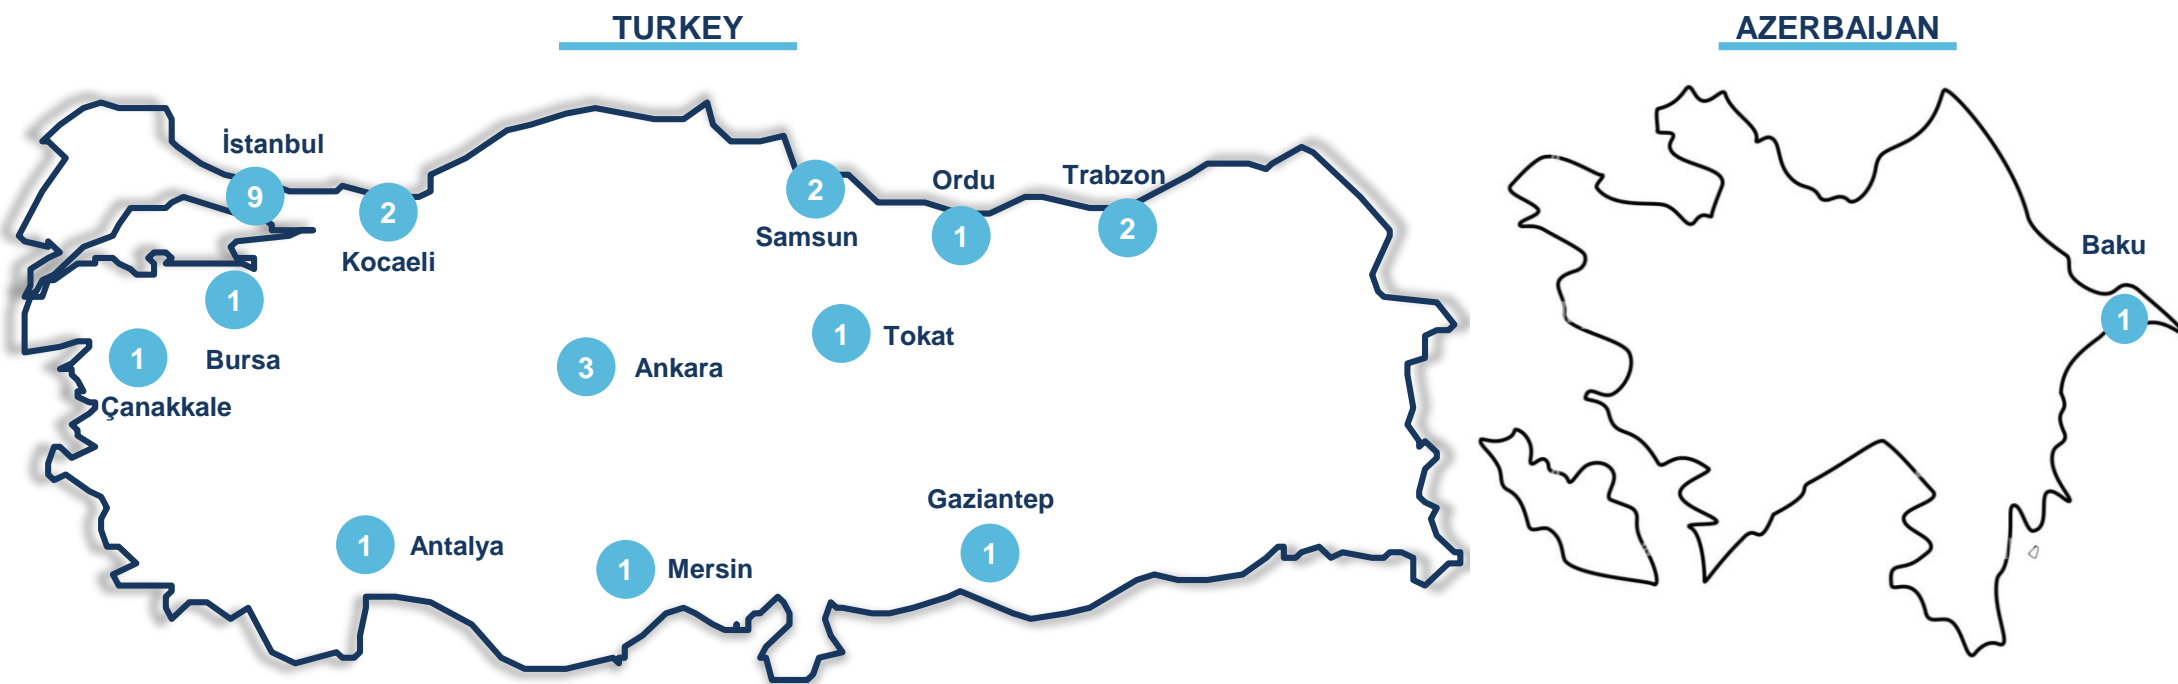 TURKEY
AZERBAIJAN
İstanbul
9
2
Kocaeli
2
Samsun
Ordu
1
Trabzon
2
Baku
1
1
Bursa
1
Çanakkale
3
Ankara
1
Tokat
1
Antalya
1
Mersin
Gaziantep
1